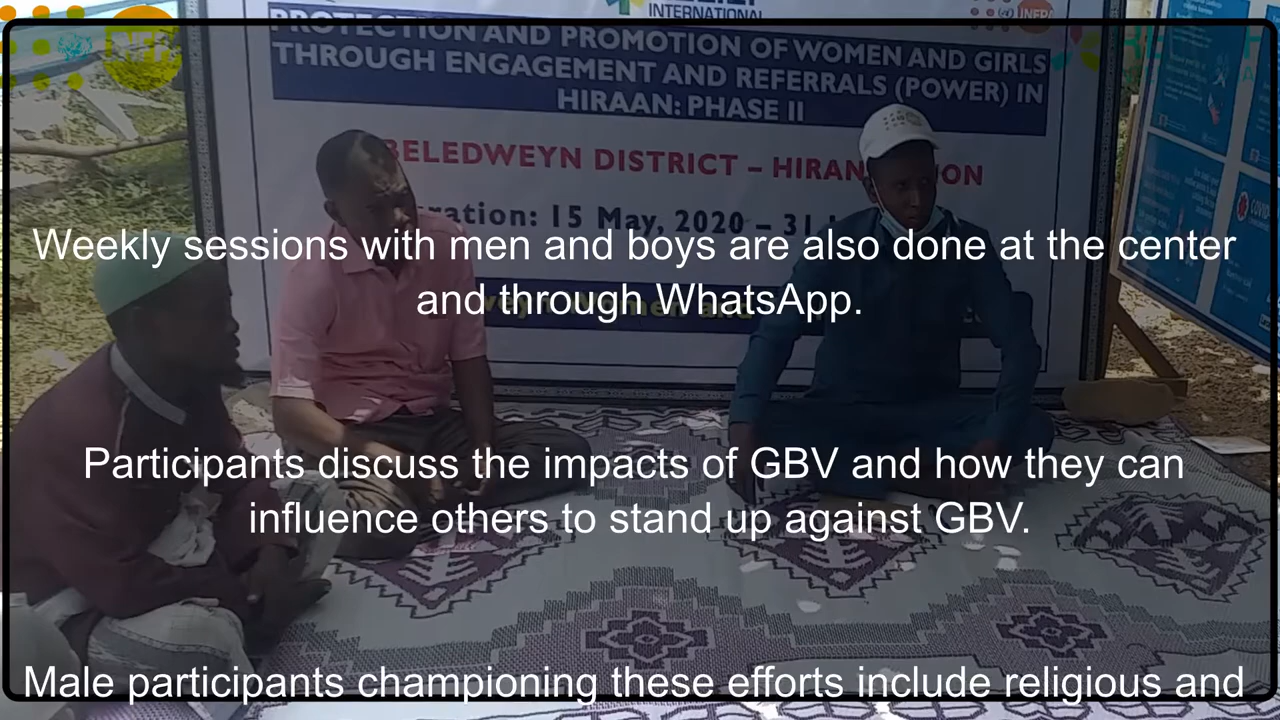 INTERNATIONAL
PROTECTION AND PROMOTION OF WOMEN AND GIRLS
THROUGH ENGAGEMENT AND REFERRALS (POWER) IN
HIRAAN: PHASE II
BELEDWEYN DISTRICT – HIRAN
15 May, 2020 – 31
Weekly sessions with men and boys are also done at the center
and through WhatsApp.
Participants discuss the impacts of GBV and how they can
influence others to stand up against GBV.
Male participants championing these efforts include religious and